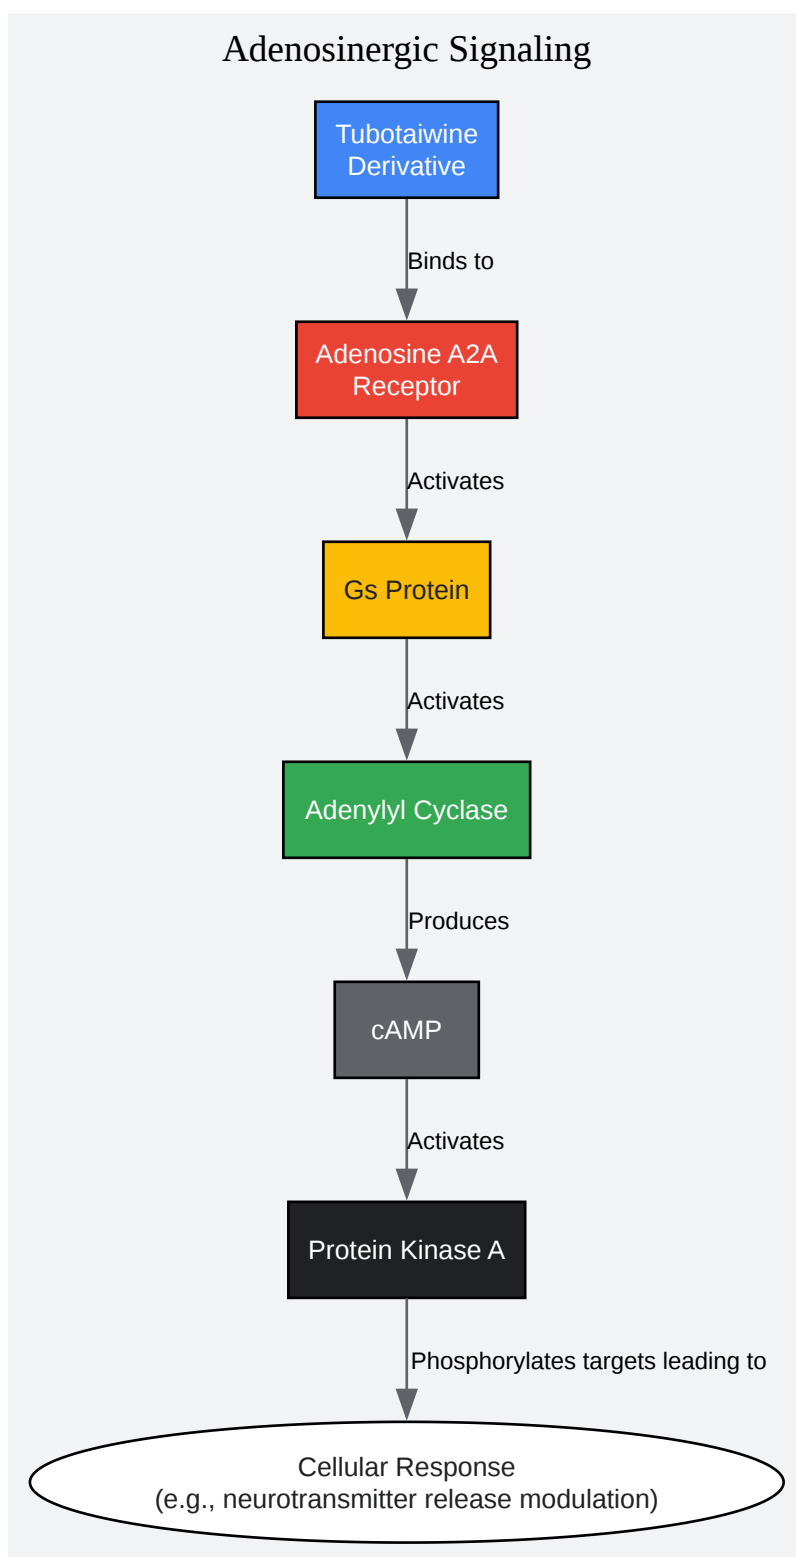 Adenosinergic Signaling
Tubotaiwine
Derivative
Binds to
Adenosine A2A
Receptor
Activates
Gs Protein
Activates
Adenylyl Cyclase
Produces
cAMP
Activates
Protein Kinase A
Phosphorylates targets leading to
Cellular Response
(e.g., neurotransmitter release modulation)